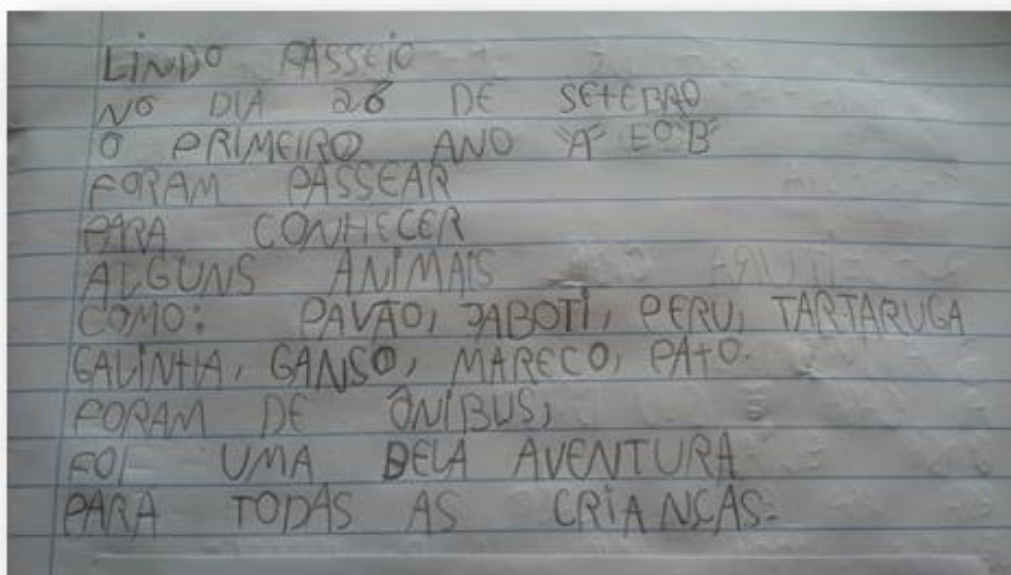 LINDO PASSEIO
NO DIA 26 DE SETEBRO
O PRIMEIRO ANO "A" E O "B"
FORAM PASSEAR
PARA CONHECER
ALGUNS ANIMAIS
COMO: PAVÃO, JABOTI, PERU, TARTARUGA
GALINHA, GANSO, MARECO, PATO.
FORAM DE ÔNIBUS,
FOI UMA BELA AVENTURA
PARA TODAS AS CRIANÇAS.